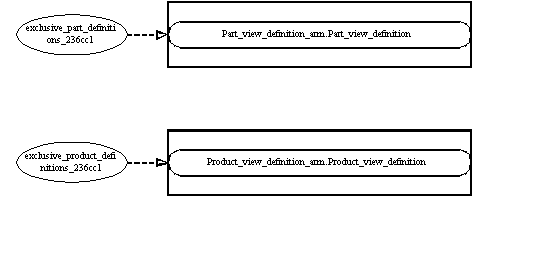 exclusive_part_definiti
ons_236cc1
Part_view_definition_arm.Part_view_definition
exclusive_product_defi
nitions_236cc1
Product_view_definition_arm.Product_view_definition